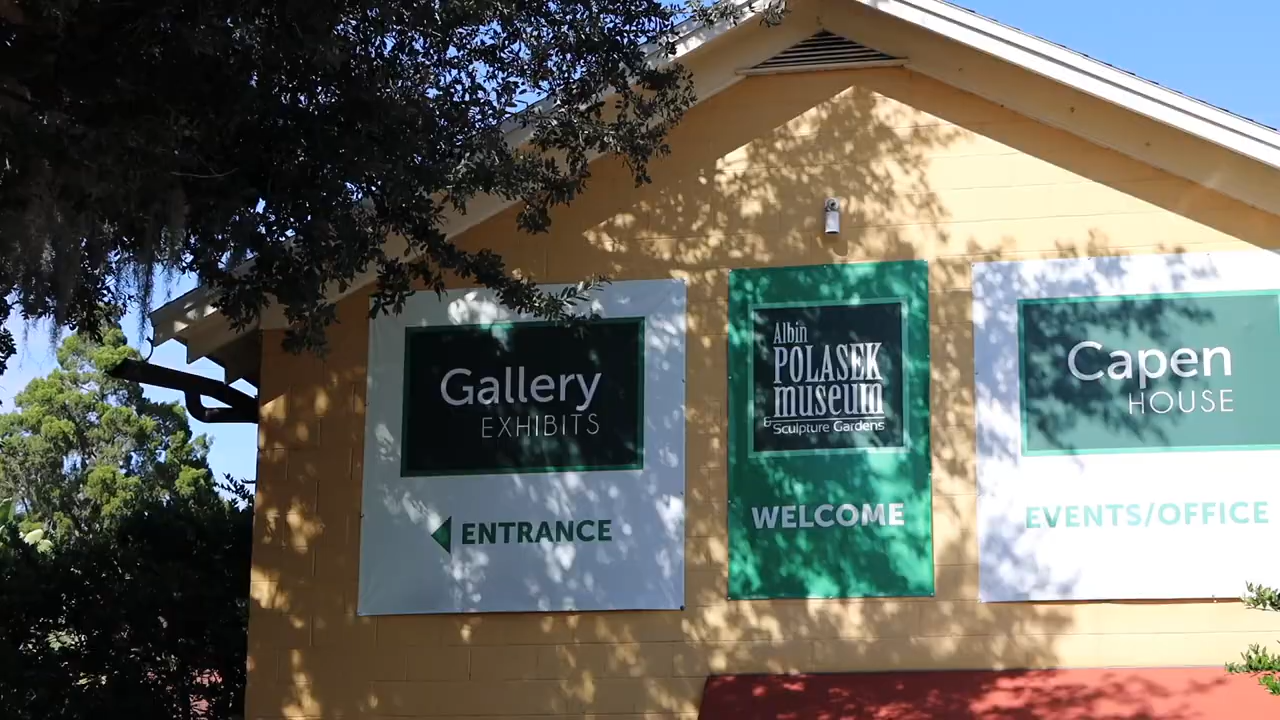 Gallery
EXHIBITS
ENTRANCE
Albin
POLASEK
museum
& Sculpture Gardens
WELCOME
Capen
HOUSE
EVENTS/OFFICE